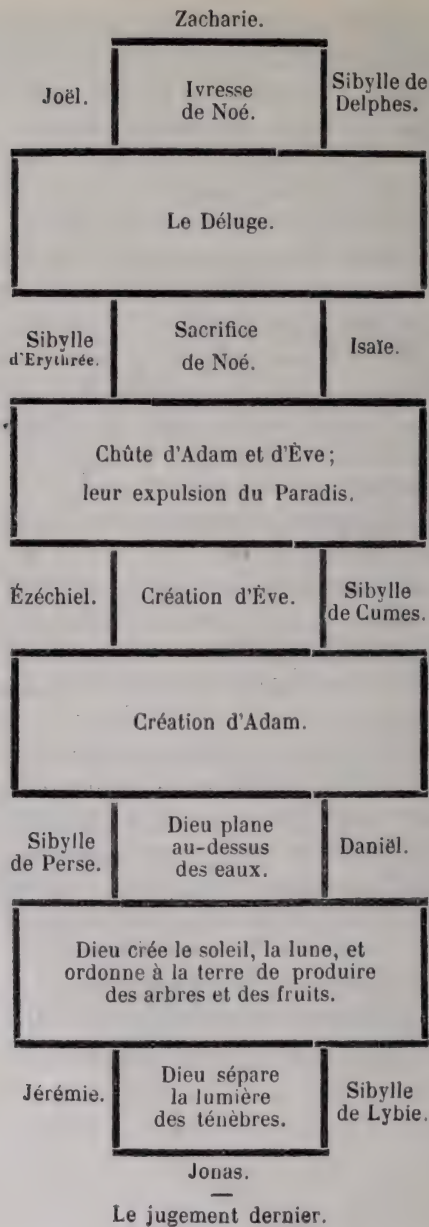 Zacharie.
Joël.
Ivresse
de Noé.
Sibylle de
Delphes.
Le Déluge.
Sibylle
d'Erythrée.
Sacrifice
de Noé.
Isaïe.
Chûte d'Adam et d'Ève;
leur expulsion du Paradis.
Ézéchiel.
Création d'Ève.
Sibylle
de Cumes.
Création d'Adam.
Sibylle
de Perse.
Dieu plane
au-dessus
des eaux.
Daniël.
Dieu crée le soleil, la lune, et
ordonne à la terre de produire
des arbres et des fruits.
Jérémie.
Dieu sépare
la lumière
des ténèbres.
Sibylle
de Lybie.
Jonas.
Le jugement dernier.